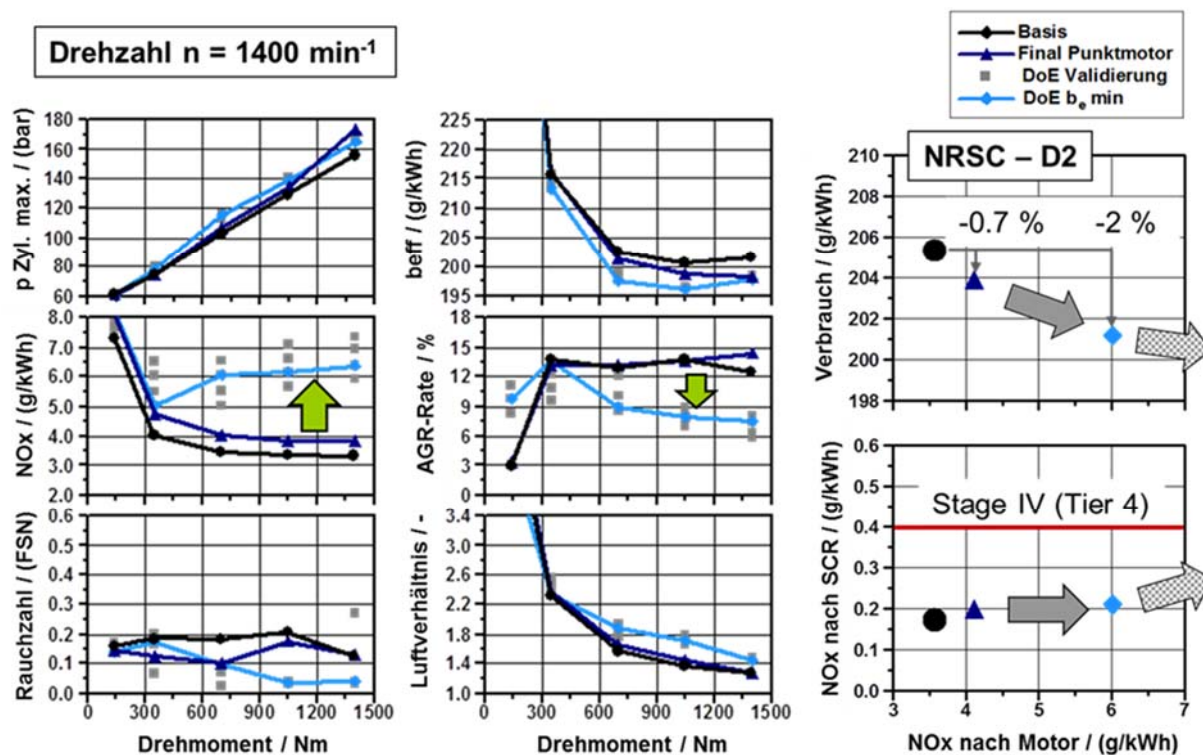 Drehzahl n = 1400 min⁻¹
Basis
Final Punktmotor
DoE Validierung
DoE bₑ min
p Zyl. max. / (bar)
180
160
140
120
100
80
60
NOx / (g/kWh)
8.0
7.0
6.0
5.0
4.0
3.0
2.0
Rauchzahl / (FSN)
0.6
0.5
0.4
0.3
0.2
0.1
0.0
0 300 600 900 1200 1500
Drehmoment / Nm
beff / (g/kWh)
225
220
215
210
205
200
195
AGR-Rate / %
18
15
12
9
6
3
0
Luftverhältnis / -
3.4
3.0
2.6
2.2
1.8
1.4
1.0
0 300 600 900 1200 1500
Drehmoment / Nm
NRSC – D2
-0.7 % -2 %
Verbrauch / (g/kWh)
210
208
206
204
202
200
198
Stage IV (Tier 4)
NOx nach SCR / (g/kWh)
0.6
0.5
0.4
0.3
0.2
0.1
0.0
3 4 5 6 7
NOx nach Motor / (g/kWh)